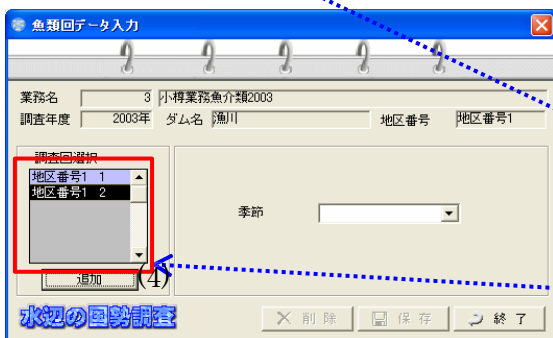 魚類回データ入力
業務名 3 小樽業務魚介類2003
調査年度 2003年 ダム名 漁川 地区番号 地区番号1
調査回選択
地区番号1 1
地区番号1 2
季節
追加 (4)
水辺の国勢調査 削除 保存 終了